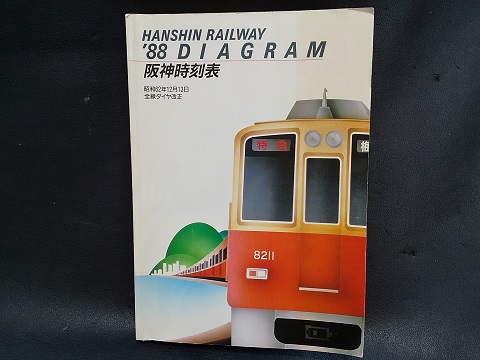 HANSHIN RAILWAY
'88 DIAGRAM
阪神時刻表
昭和62年12月13日
全線ダイヤ改正
特急
梅
8211